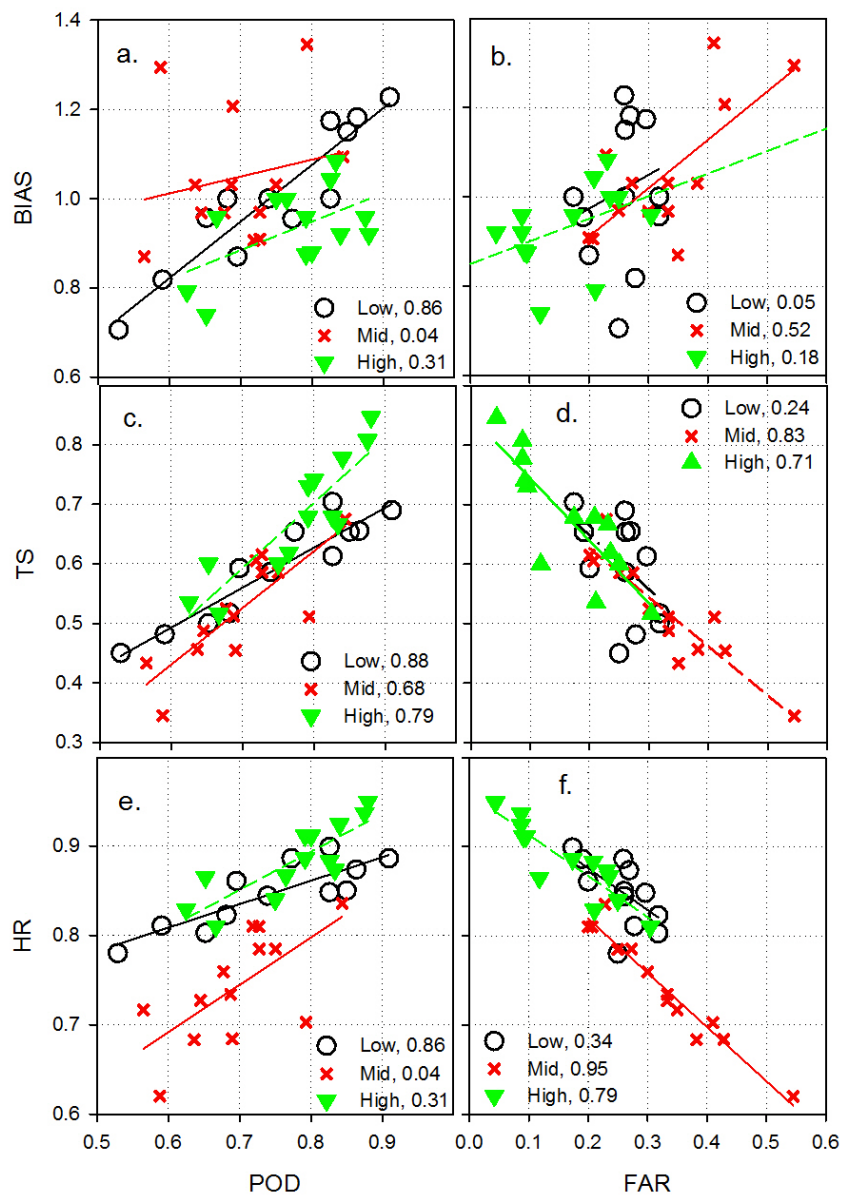 1.4
a.
b.
1.2
1.0
BIAS
0.8
0.6
Low, 0.86
Mid, 0.04
High, 0.31
Low, 0.05
Mid, 0.52
High, 0.18
c.
d.
0.8
0.7
0.6
TS
0.5
0.4
0.3
Low, 0.88
Mid, 0.68
High, 0.79
Low, 0.24
Mid, 0.83
High, 0.71
e.
f.
0.9
0.8
HR
0.7
0.6
Low, 0.86
Mid, 0.04
High, 0.31
Low, 0.34
Mid, 0.95
High, 0.79
0.5 0.6 0.7 0.8 0.9
0.0 0.1 0.2 0.3 0.4 0.5 0.6
POD
FAR